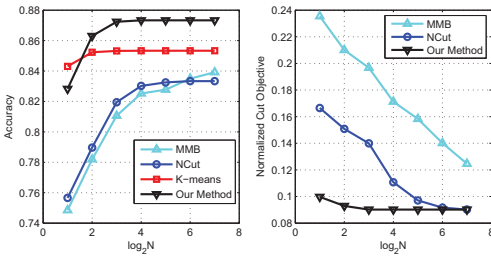 0.88
0.86
0.84
0.82
0.8
0.78
0.76
0.74
Accuracy
0 2 4 6 8
log2N
MMB
NCut
K-means
Our Method
0.24
0.22
0.2
0.18
0.16
0.14
0.12
0.1
0.08
Normalized Cut Objective
0 2 4 6 8
log2N
MMB
NCut
Our Method